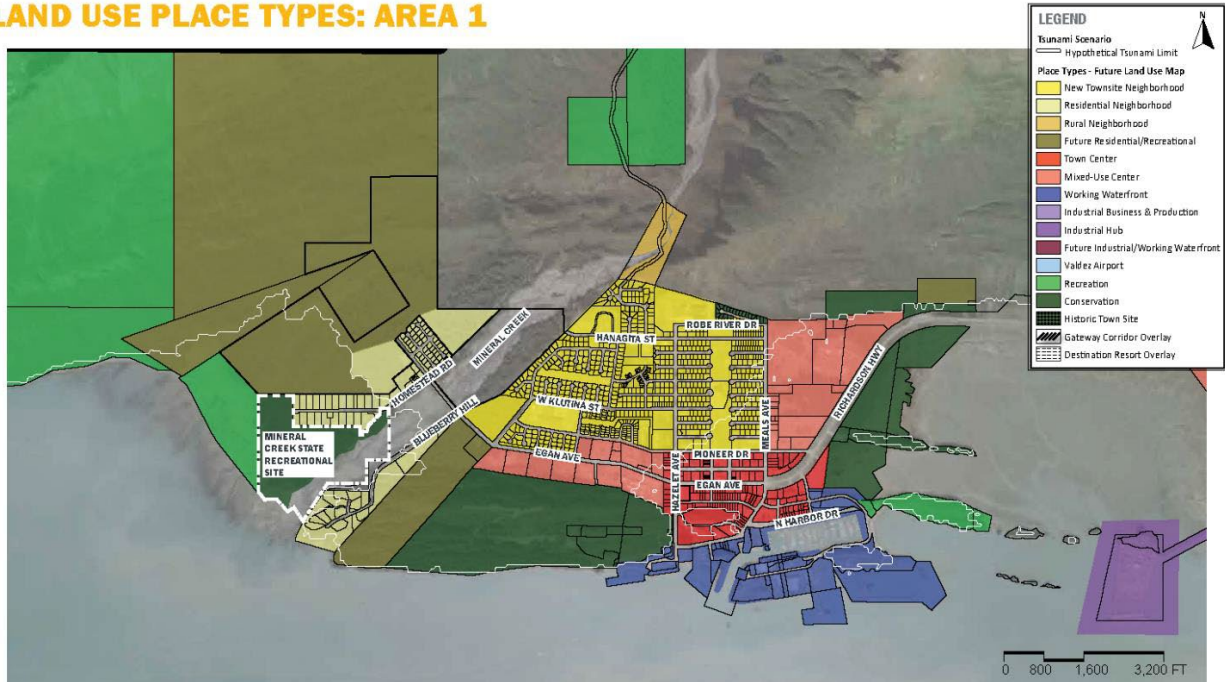 LAND USE PLACE TYPES: AREA 1
LEGEND
N
Tsunami Scenario
Hypothetical Tsunami Limit
Place Types - Future Land Use Map
New Townsite Neighborhood
Residential Neighborhood
Rural Neighborhood
Future Residential/Recreational
Town Center
Mixed-Use Center
Working Waterfront
Industrial Business & Production
Industrial Hub
Future Industrial/Working Waterfront
Valdez Airport
Recreation
Conservation
Historic Town Site
Gateway Corridor Overlay
Destination Resort Overlay
ROBE RIVER DR
HANAGITA ST
MINERAL CREEK
HOMESTEAD RD
RICHARDSON HWY
W KLUTINA ST
BLUEBERRY HILL
MEALS AVE
MINERAL
CREEK STATE
RECREATIONAL
SITE
EGAN AVE
PIONEER DR
HAZELET AVE
EGAN AVE
N HARBOR DR
0 800 1,600 3,200 FT